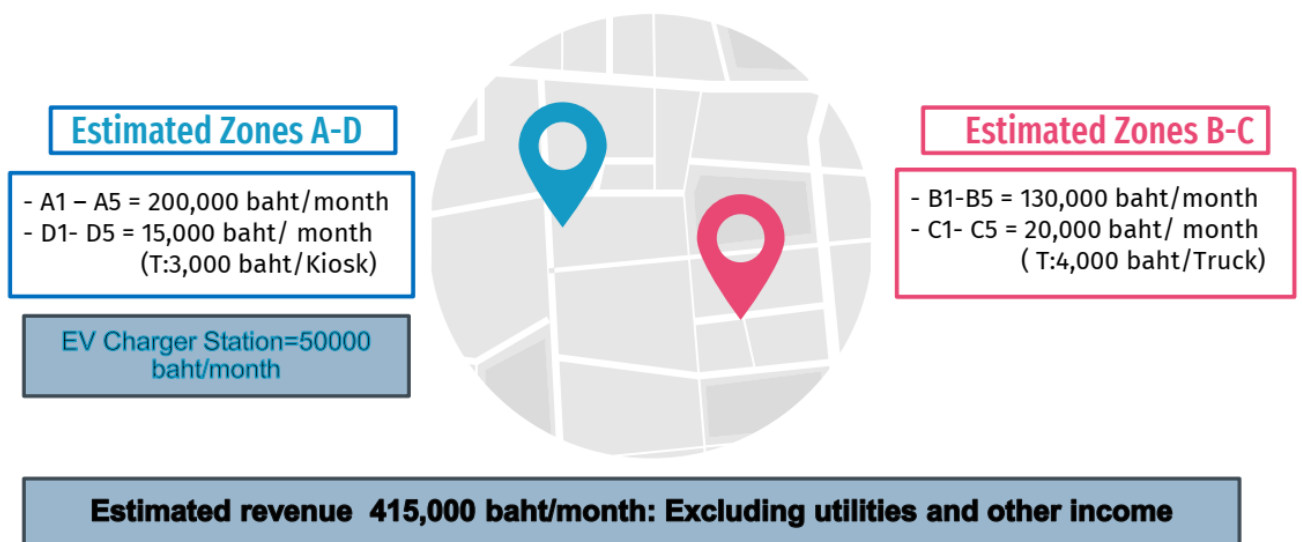 Estimated Zones A-D
- A1 – A5 = 200,000 baht/month
- D1- D5 = 15,000 baht/ month
(T:3,000 baht/Kiosk)
EV Charger Station=50000
baht/month
Estimated Zones B-C
- B1-B5 = 130,000 baht/month
- C1- C5 = 20,000 baht/ month
( T:4,000 baht/Truck)
Estimated revenue  415,000 baht/month: Excluding utilities and other income